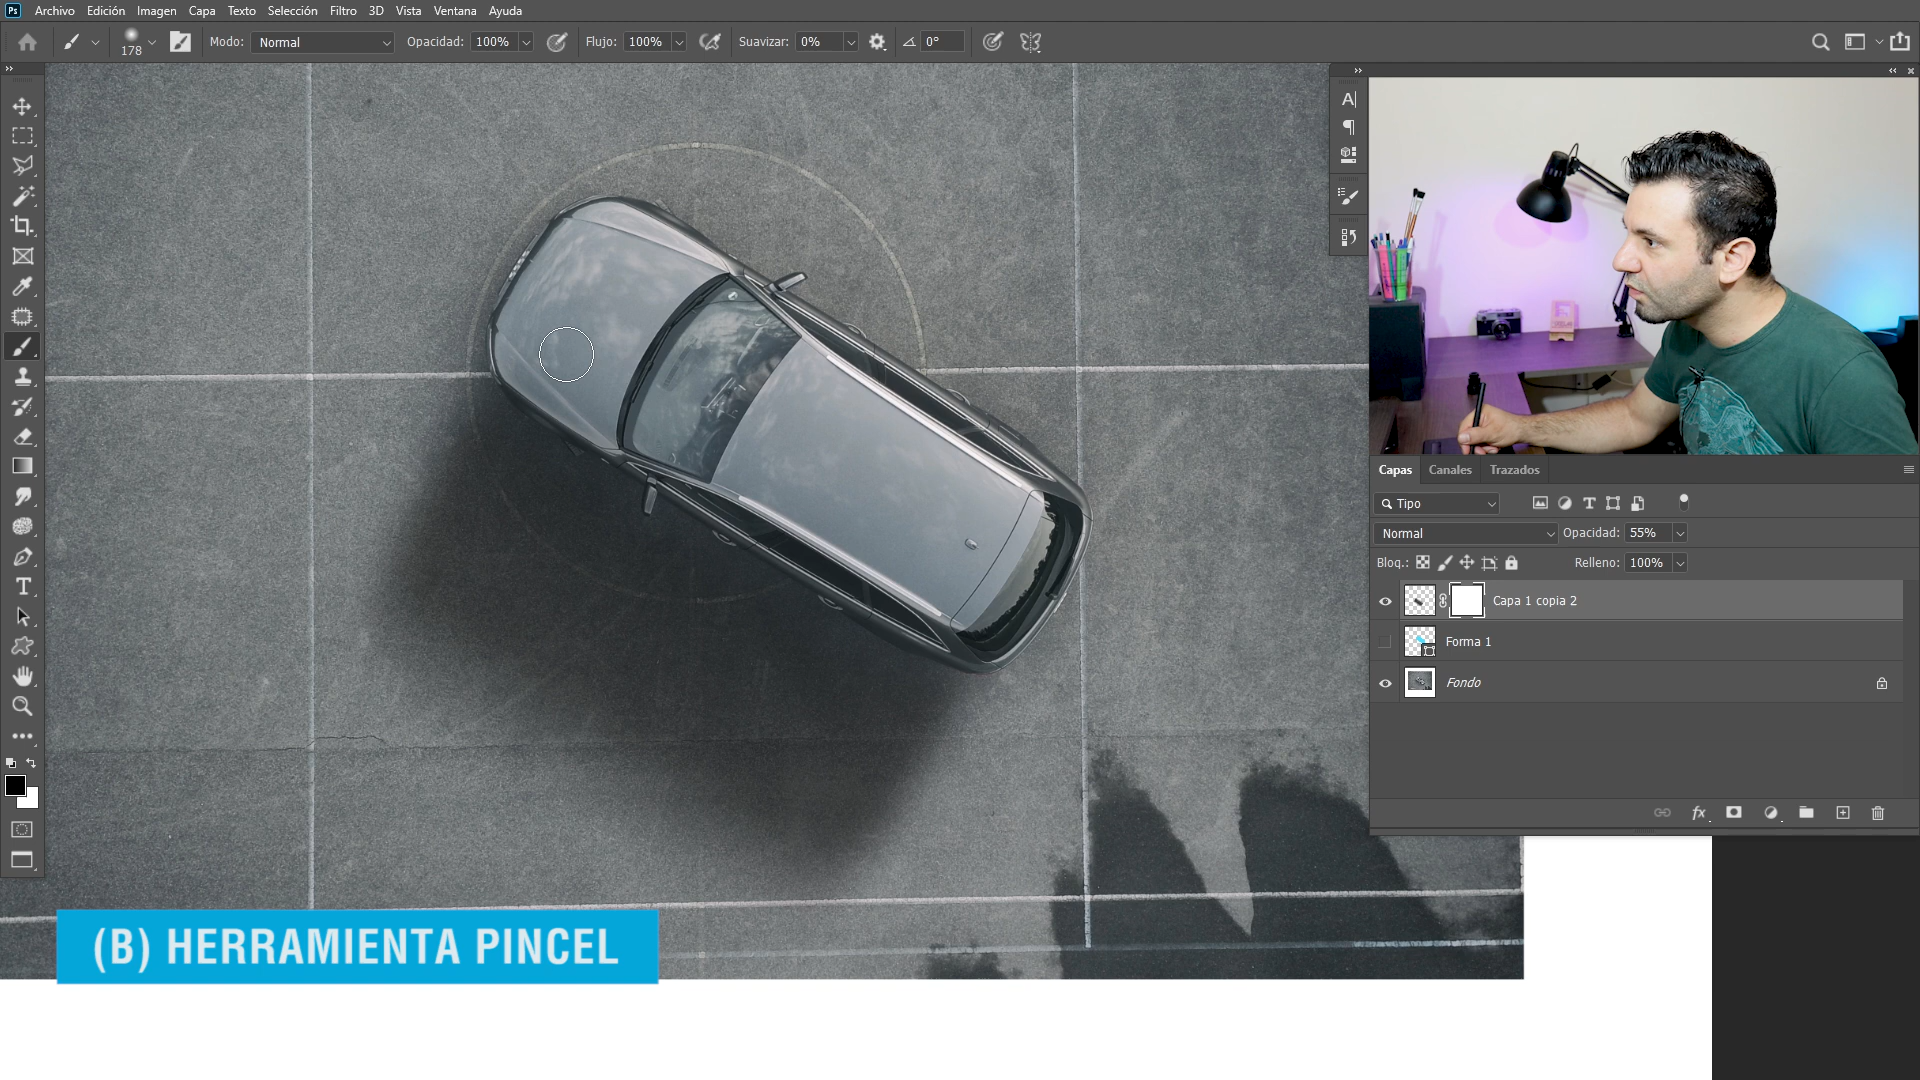 Ps Archivo Edición Imagen Capa Texto Selección Filtro 3D Vista Ventana Ayuda
178 Modo: Normal Opacidad: 100% Flujo: 100% Suavizar: 0% 0°
Capas Canales Trazados
Tipo
Normal Opacidad: 55%
Bloq.: Relleno: 100%
Capa 1 copia 2
Forma 1
Fondo
fx
(B) HERRAMIENTA PINCEL